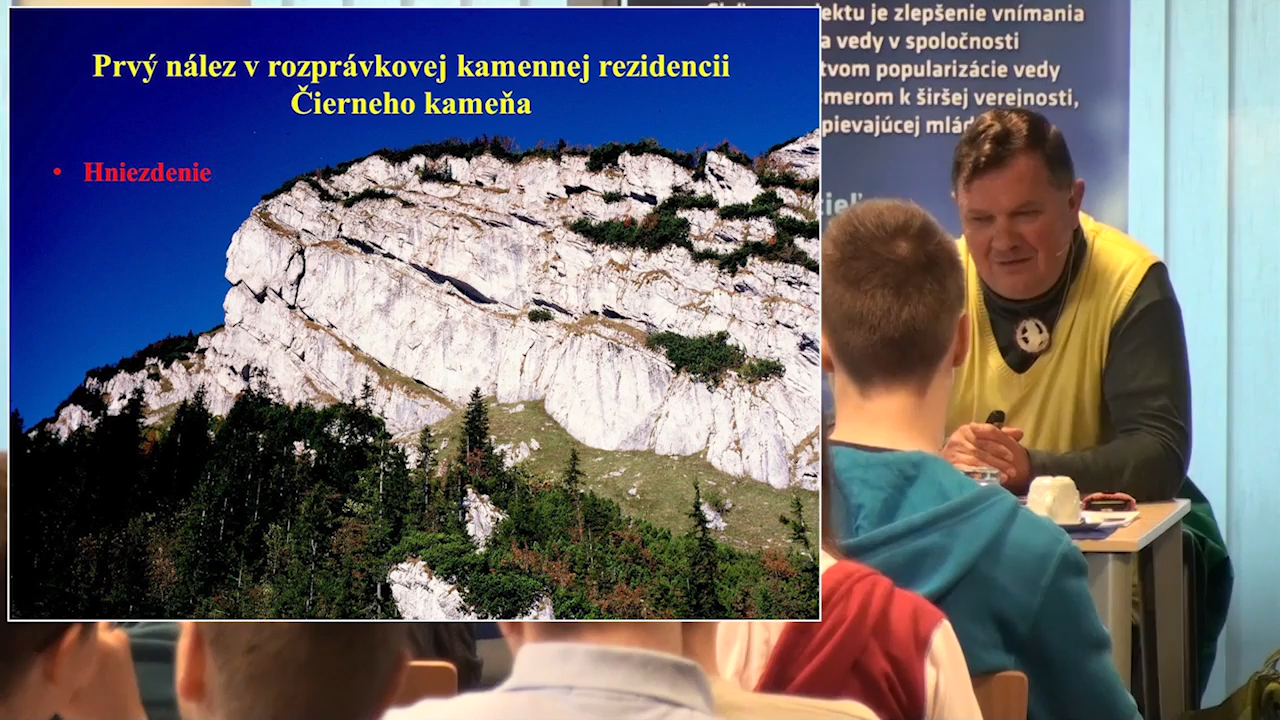 Prvý nález v rozprávkovej kamennej rezidencii
Čierneho kameňa
• Hniezdenie
ektu je zlepšenie vnímania
a vedy v spoločnosti
tvom popularizácie vedy
smerom k širšej verejnosti,
pievajúcej mlád